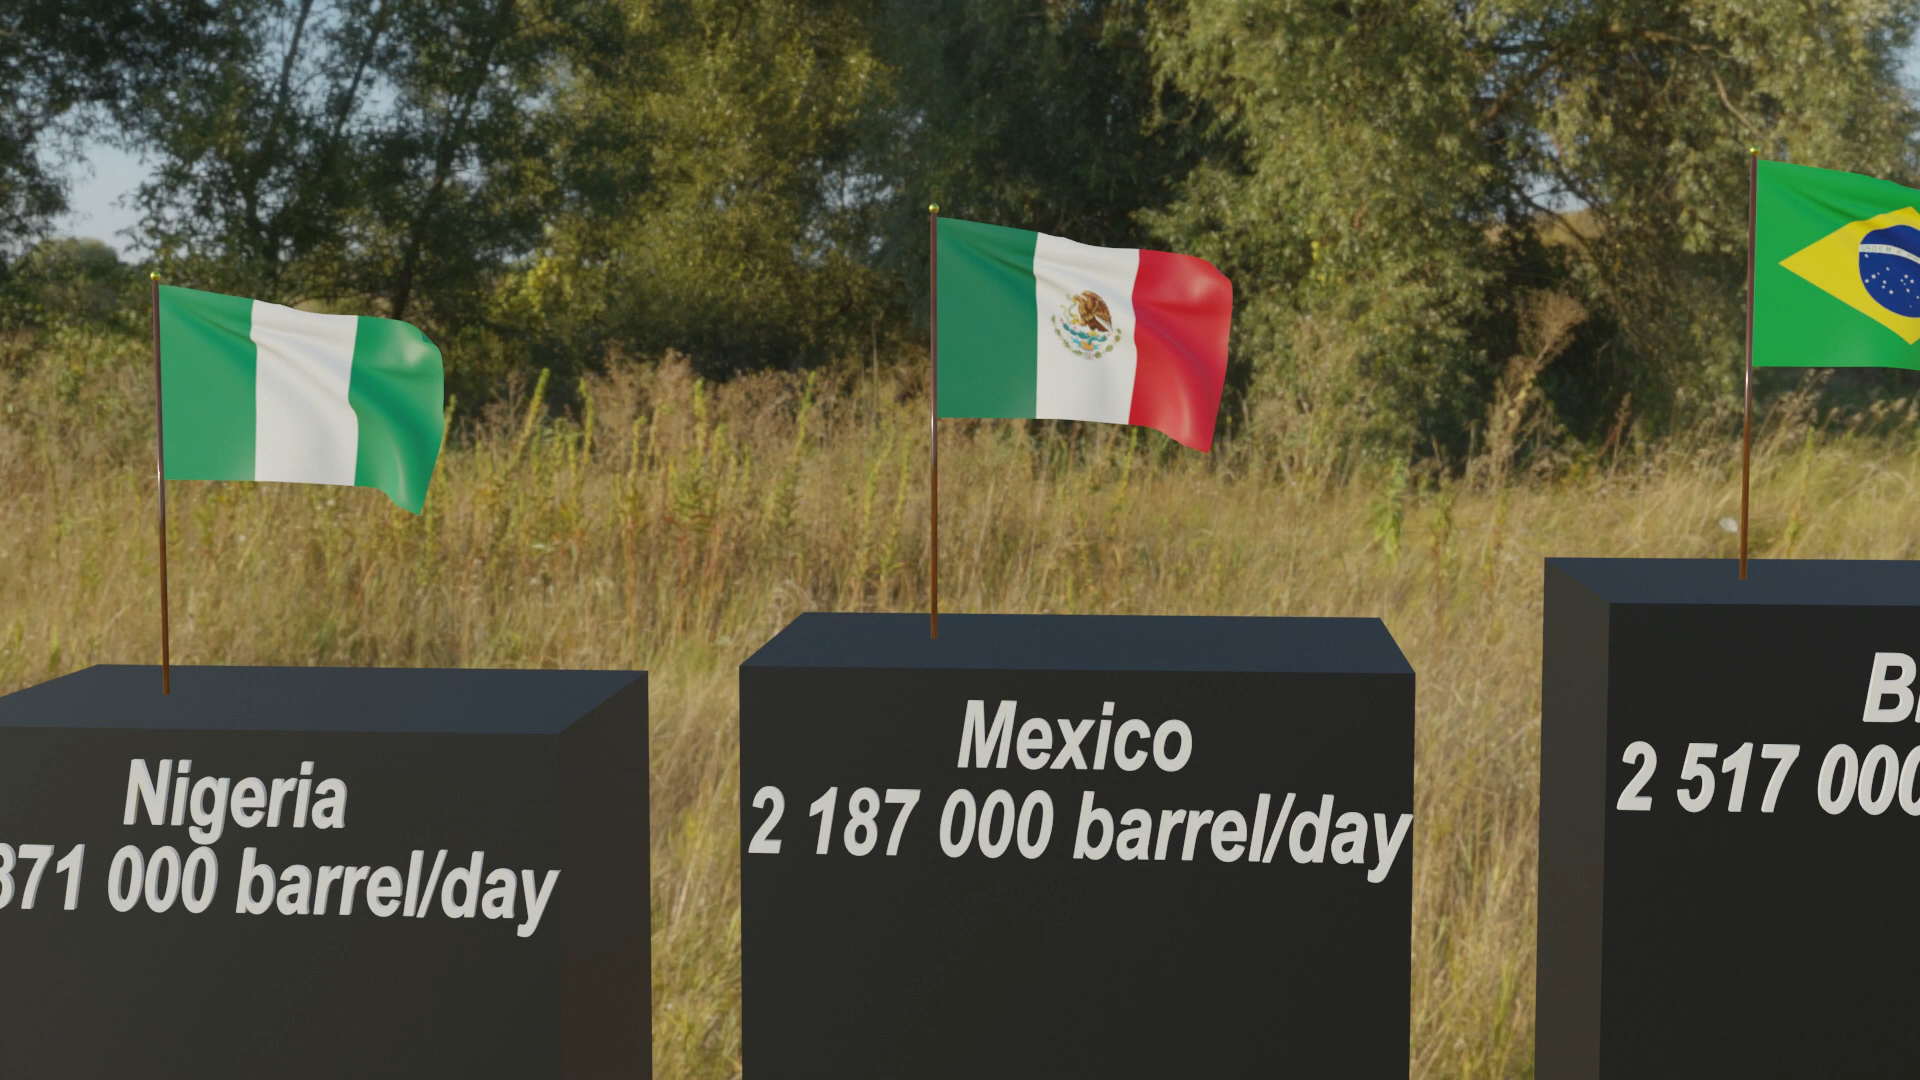 Nigeria
871 000 barrel/day
Mexico
2 187 000 barrel/day
2 517 000